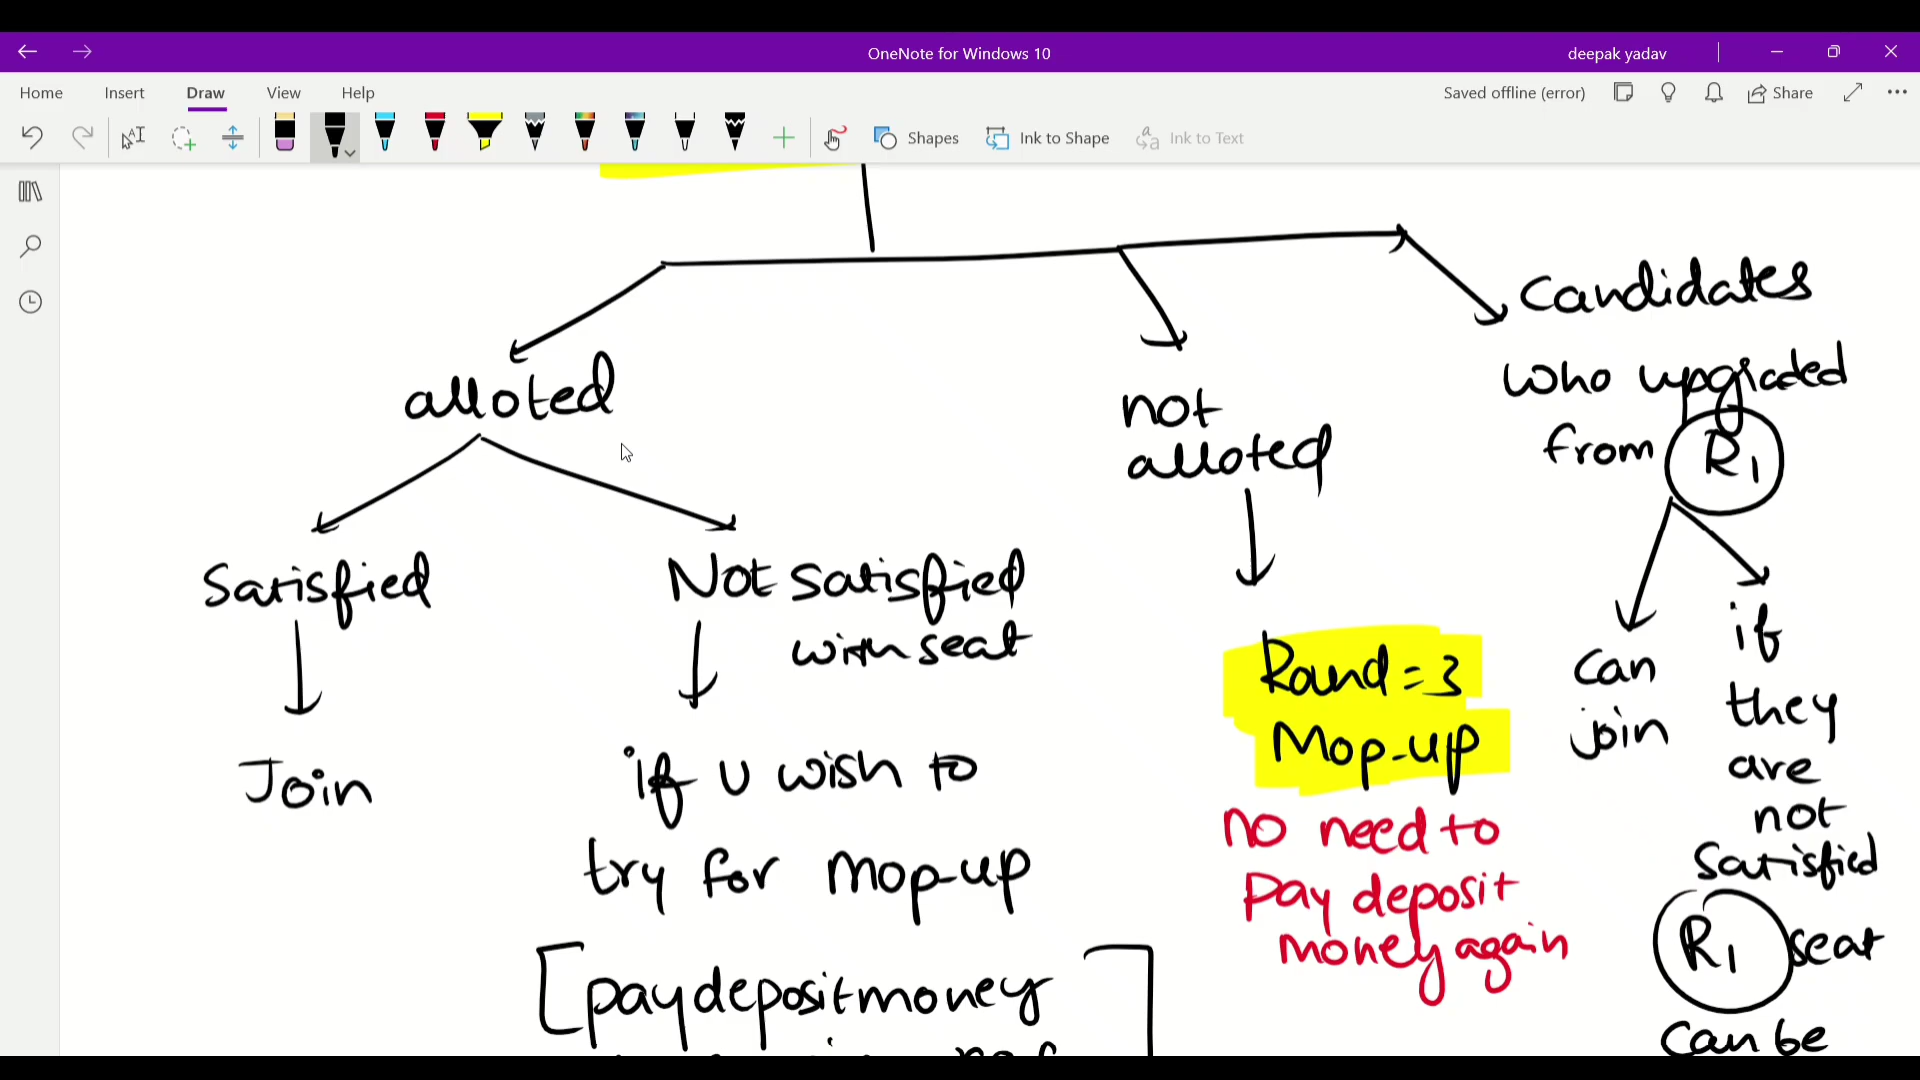 OneNote for Windows 10
deepak yadav
Home Insert Draw View Help
Saved offline (error)
Share
Shapes
Ink to Shape
Ink to Text
alloted
Satisfied
Join
Not satisfied
with seat
if u wish to
try for mop-up
[pay deposit money]
not
alloted
Round = 3
Mop-up
no need to
pay deposit
money again
Candidates
who upgraded
from R1
can
join
if
they
are
not
satisfied
R1 seat
can be